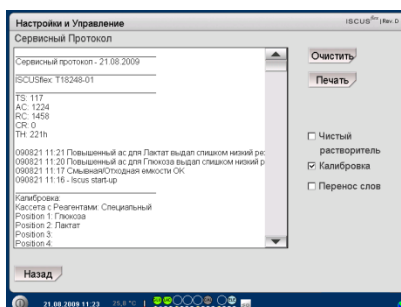 Настройки и Управление
ISCUSflex |Rev.D
Сервисный Протокол
Сервисный протокол - 21.08.2009
ISCUSflex: T18248-01
TS: 117
AC: 1224
RC: 1458
CR: 0
TH: 221h
090821 11:21 Повышенный ас для Лактат выдал слишком низкий ре
090821 11:20 Повышенный ас для Глюкоза выдал слишком низкий р
090821 11:17 Смывная/Отходная емкости OK
090821 11:16 - Iscus start-up
Калибровка:
Кассета с Реагентами: Специальный
Position 1: Глюкоза
Position 2: Лактат
Position 3:
Position 4:
Очистить
Печать
Чистый
растворитель
Калибровка
Перенос слов
Назад
21.08.2009 11:23 25,8 °C